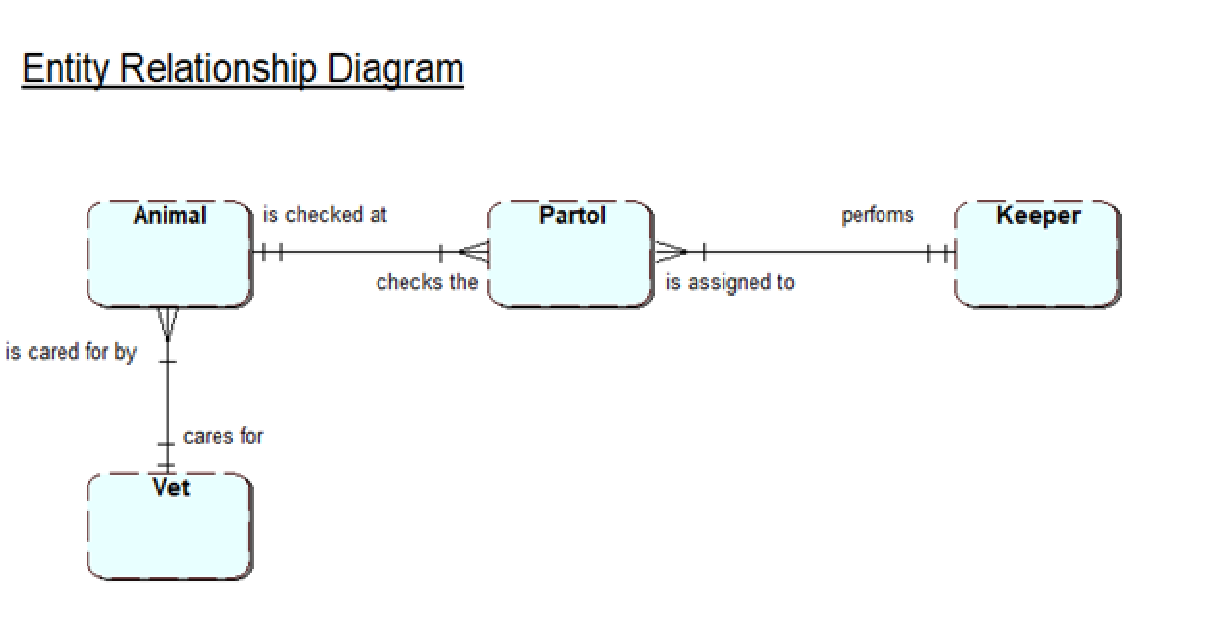 Entity Relationship Diagram
Animal
is checked at
Partol
perfoms
Keeper
checks the
is assigned to
is cared for by
cares for
Vet